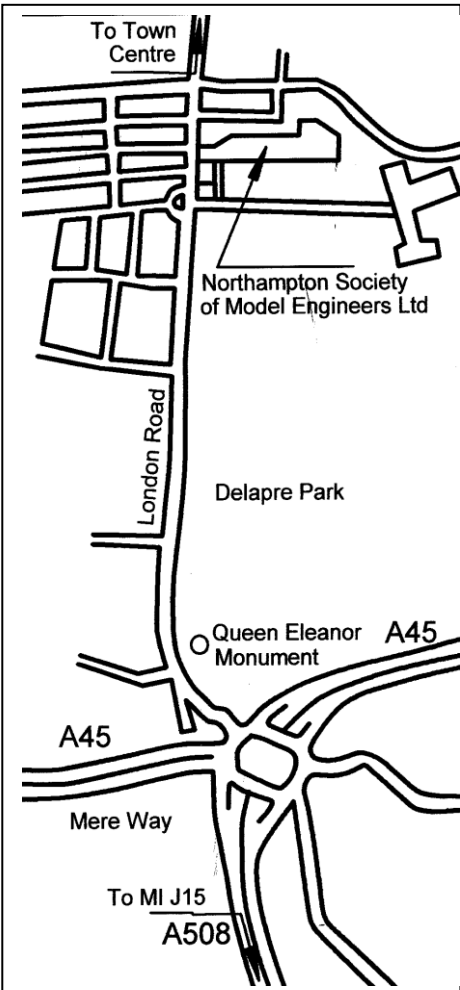 To Town
Centre
Northampton Society
of Model Engineers Ltd
London Road
Delapre Park
Queen Eleanor
Monument
A45
A45
Mere Way
To MI J15
A508